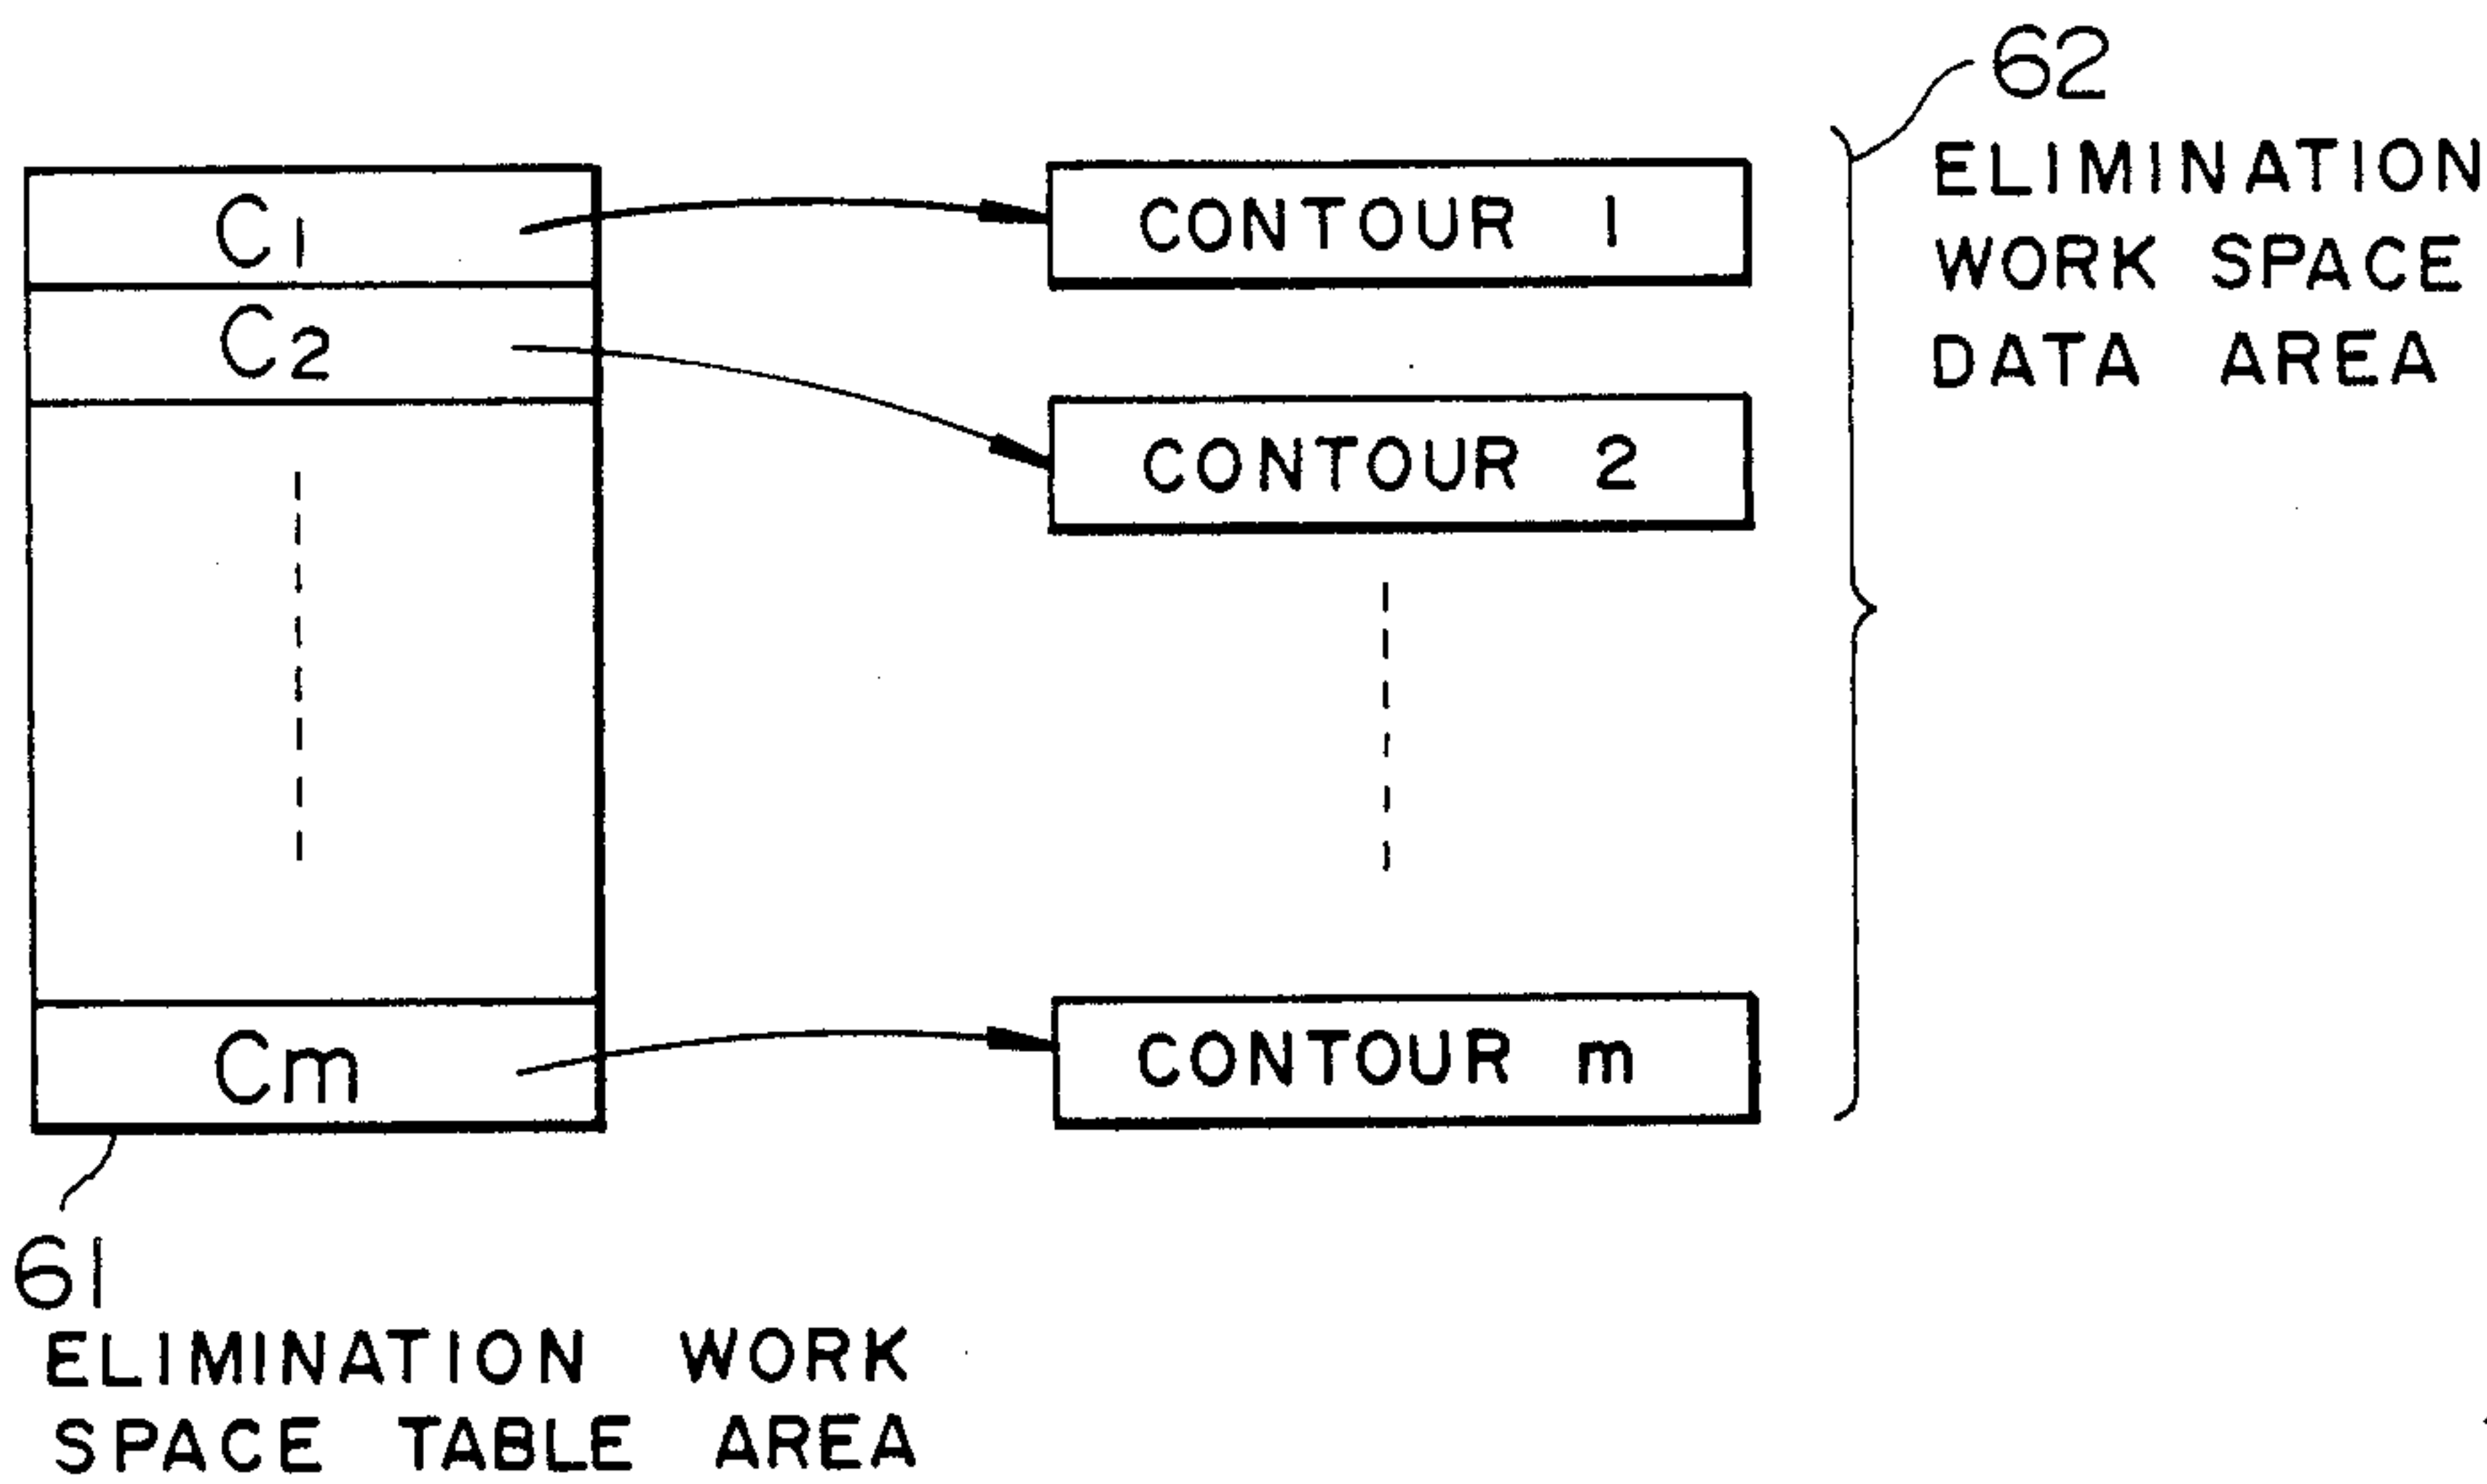 62
ELIMINATION
WORK SPACE
DATA AREA
C1
CONTOUR 1
C2
CONTOUR 2
Cm
CONTOUR m
61
ELIMINATION WORK
SPACE TABLE AREA